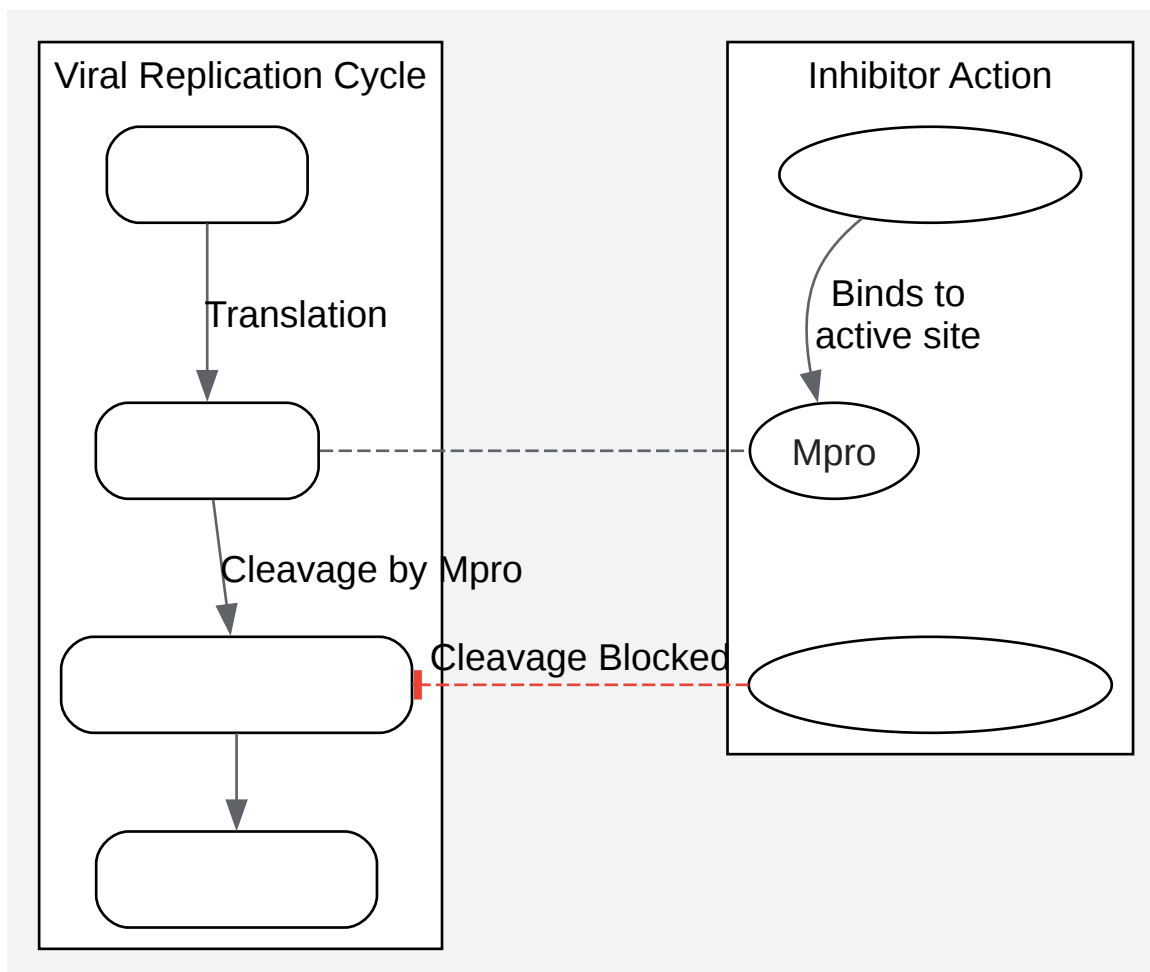 Viral Replication Cycle
Inhibitor Action
Translation
Binds to
active site
Mpro
Cleavage by Mpro
Cleavage Blocked